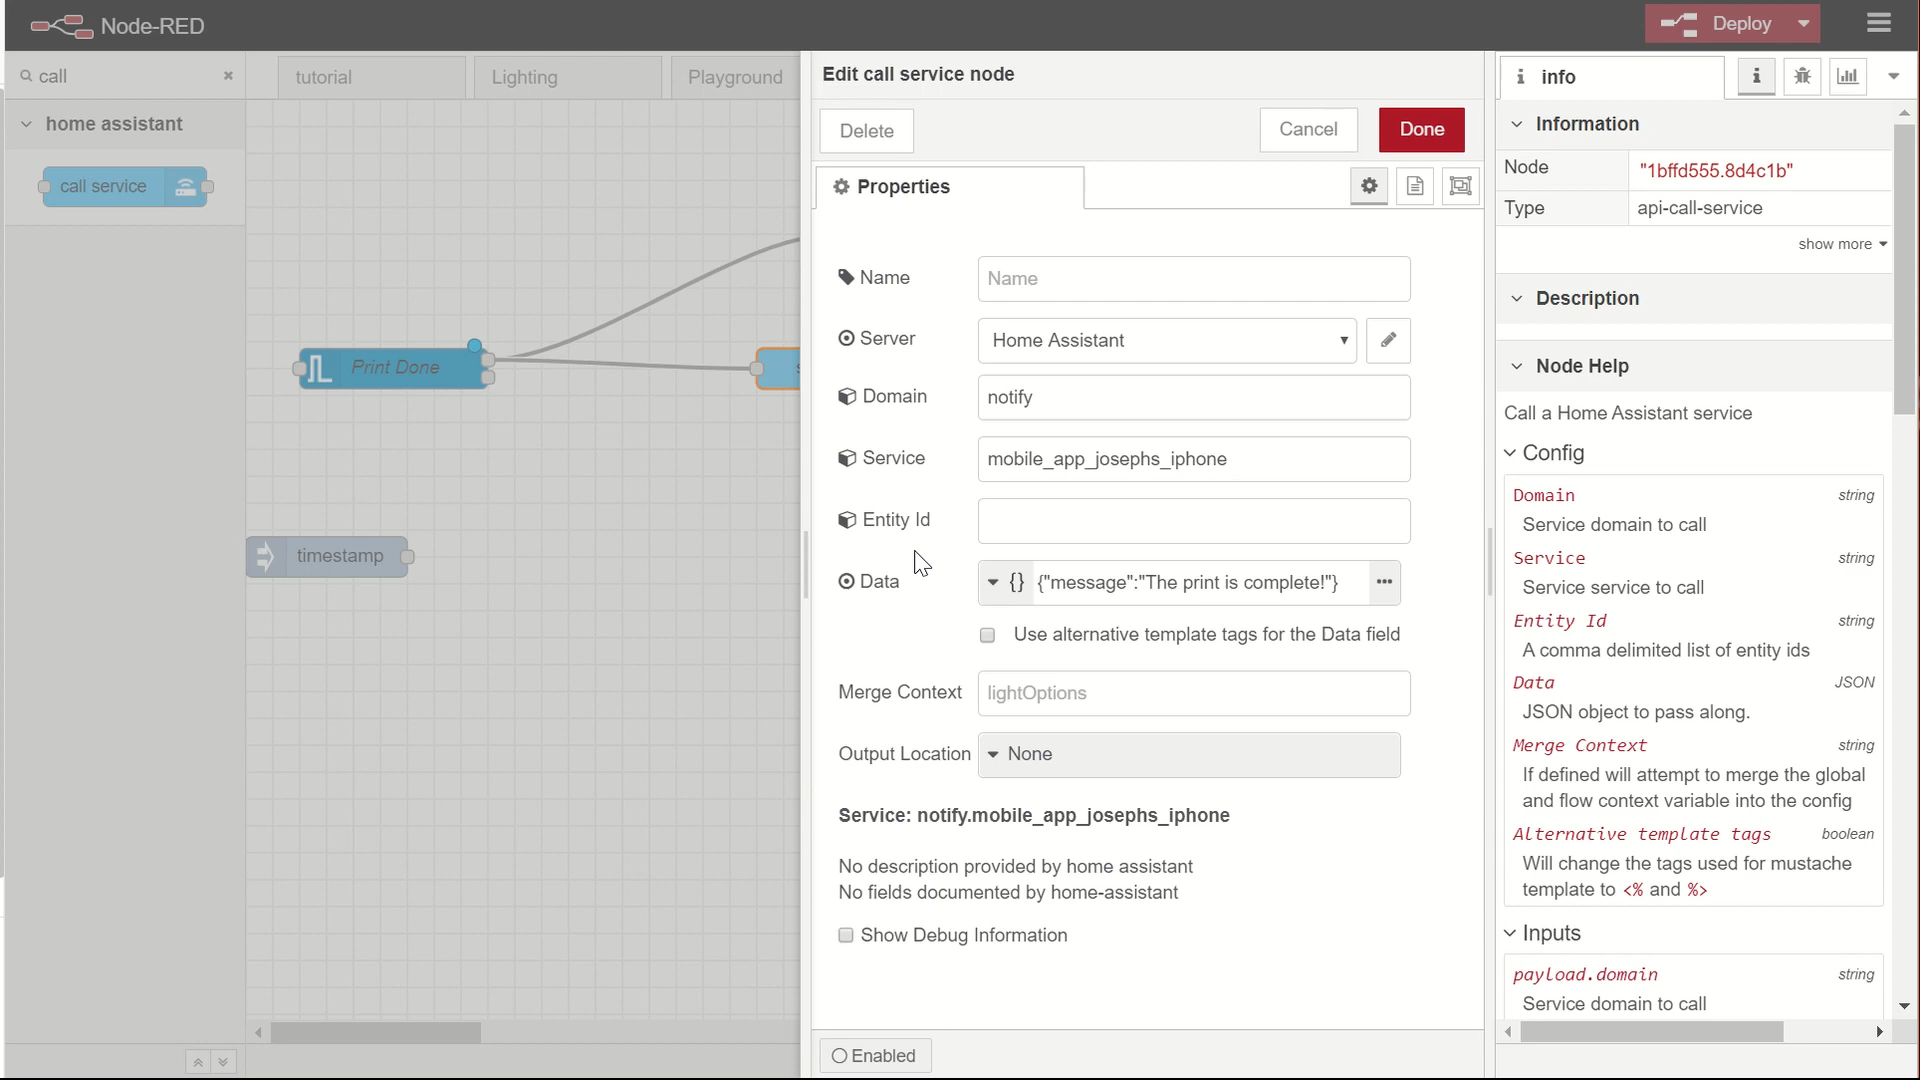 Node-RED
Deploy
call
home assistant
call service
tutorial
Lighting
Playground
Print Done
s
timestamp
Edit call service node
Delete
Cancel
Done
Properties
Name
Name
Server
Home Assistant
Domain
notify
Service
mobile_app_josephs_iphone
Entity Id
Data
{} {"message":"The print is complete!"}
Use alternative template tags for the Data field
Merge Context
lightOptions
Output Location
None
Service: notify.mobile_app_josephs_iphone
No description provided by home assistant
No fields documented by home-assistant
Show Debug Information
Enabled
info
Information
Node
"1bffd555.8d4c1b"
Type
api-call-service
show more
Description
Node Help
Call a Home Assistant service
Config
Domain string
Service domain to call
Service string
Service service to call
Entity Id string
A comma delimited list of entity ids
Data JSON
JSON object to pass along.
Merge Context string
If defined will attempt to merge the global
and flow context variable into the config
Alternative template tags boolean
Will change the tags used for mustache
template to <% and %>
Inputs
payload.domain string
Service domain to call